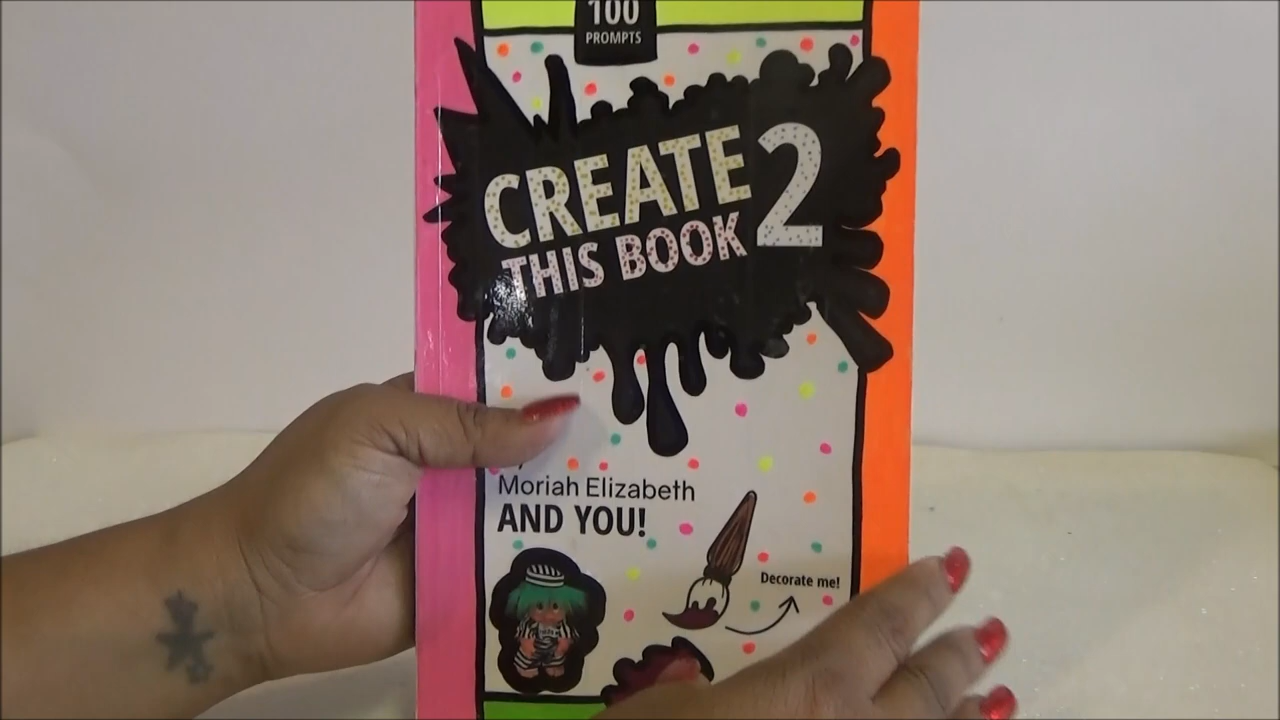 100
PROMPTS
CREATE 2
THIS BOOK
Moriah Elizabeth
AND YOU!
Decorate me!